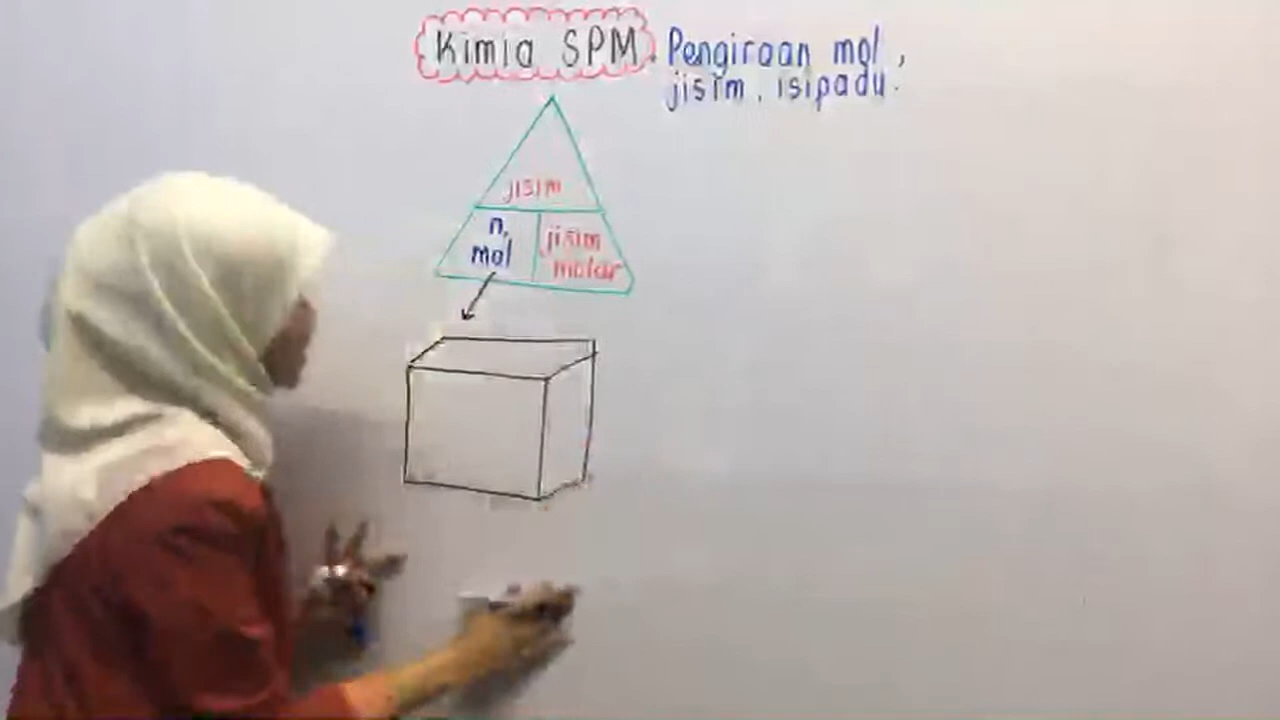 Kimia SPM. Pengiraan mol,
jisim, isipadu.
jisim
n,
mol
jisim
molar